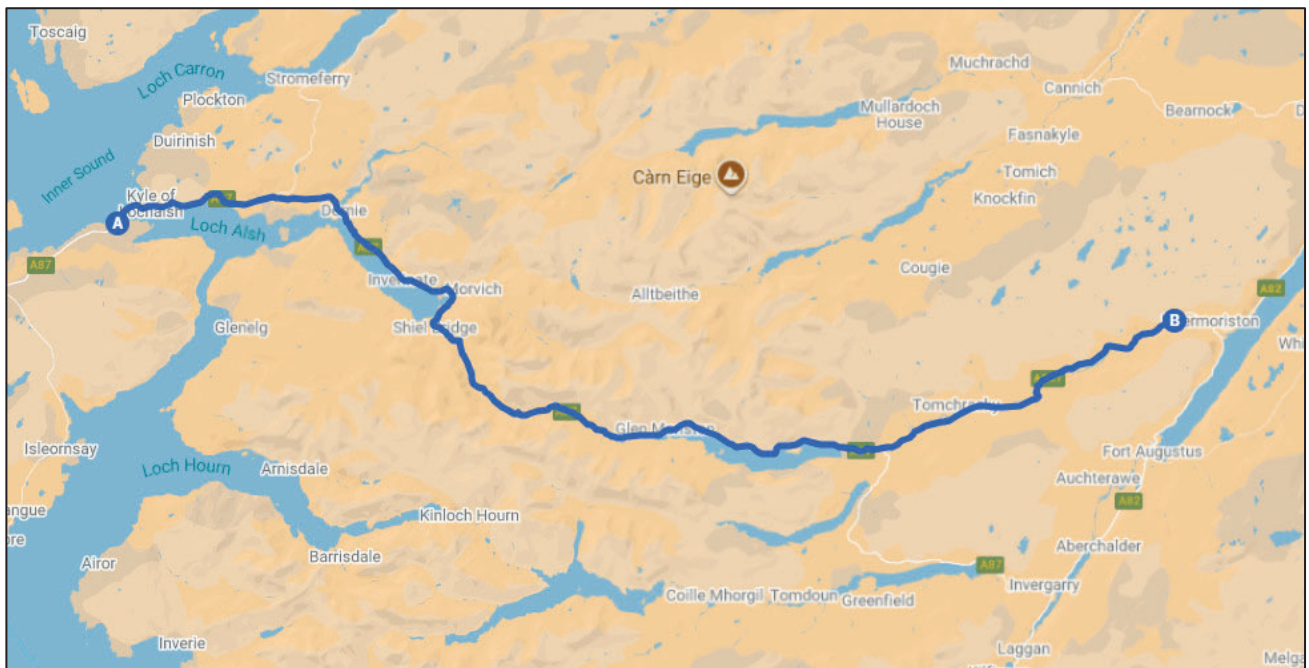 Toscaig
Loch Carron
Stromeferry
Plockton
Duirinish
Inner Sound
Kyle of
A
Loch Alsh
A87
Glenelg
Morvich
Shiel Bridge
Isleornsay
Loch Hourn
Arnisdale
Kinloch Hourn
Barrisdale
Airor
Inverie
Muchrachd
Cannich
Mullardoch
House
Bearnock
Fasnakyle
Tomich
Knockfin
Càrn Eige
Cougie
Alltbeithe
A82
B
Tomchrasky
Fort Augustus
Auchterawe
A82
Aberchalder
A87
Invergarry
Coille Mhorgil
Tomdoun
Greenfield
Laggan